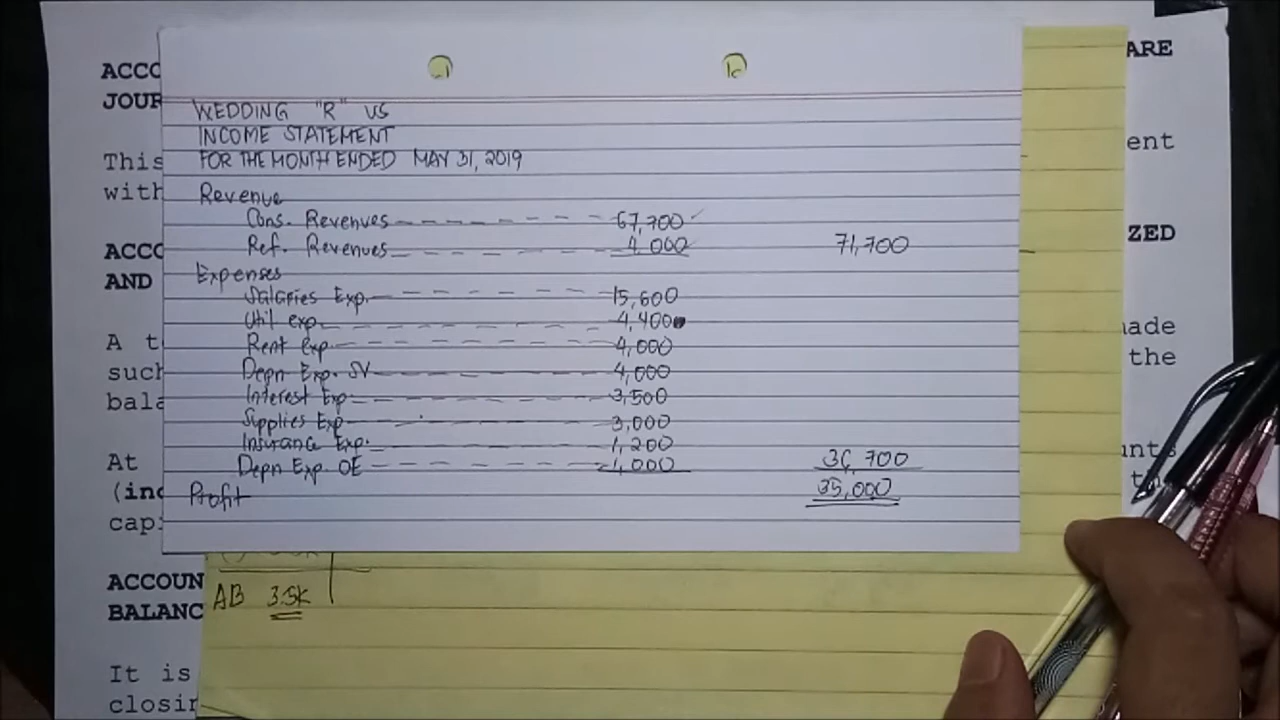 ACCO
ARE
JOUR
WEDDING "R" US
INCOME STATEMENT
FOR THE MONTH ENDED MAY 31, 2019
This
ent
with
Revenue
Cons. Revenues 67,700
Ref. Revenues 4,000 71,700
ACCO
ZED
AND
Expenses
Salaries Exp. 15,600
Util exp. 4,400
Rent exp 4,000
Depn Exp. SV 4,000
Interest Exp 3,500
Supplies Exp 3,000
Insurance Exp. 1,200
Depn Exp. OE 1,000 36,700
Profit 35,000
A t
ade
such
the
bala
At
unts
(inc
capi
ACCOUN
AB 3.5K
BALANC
It is
closin